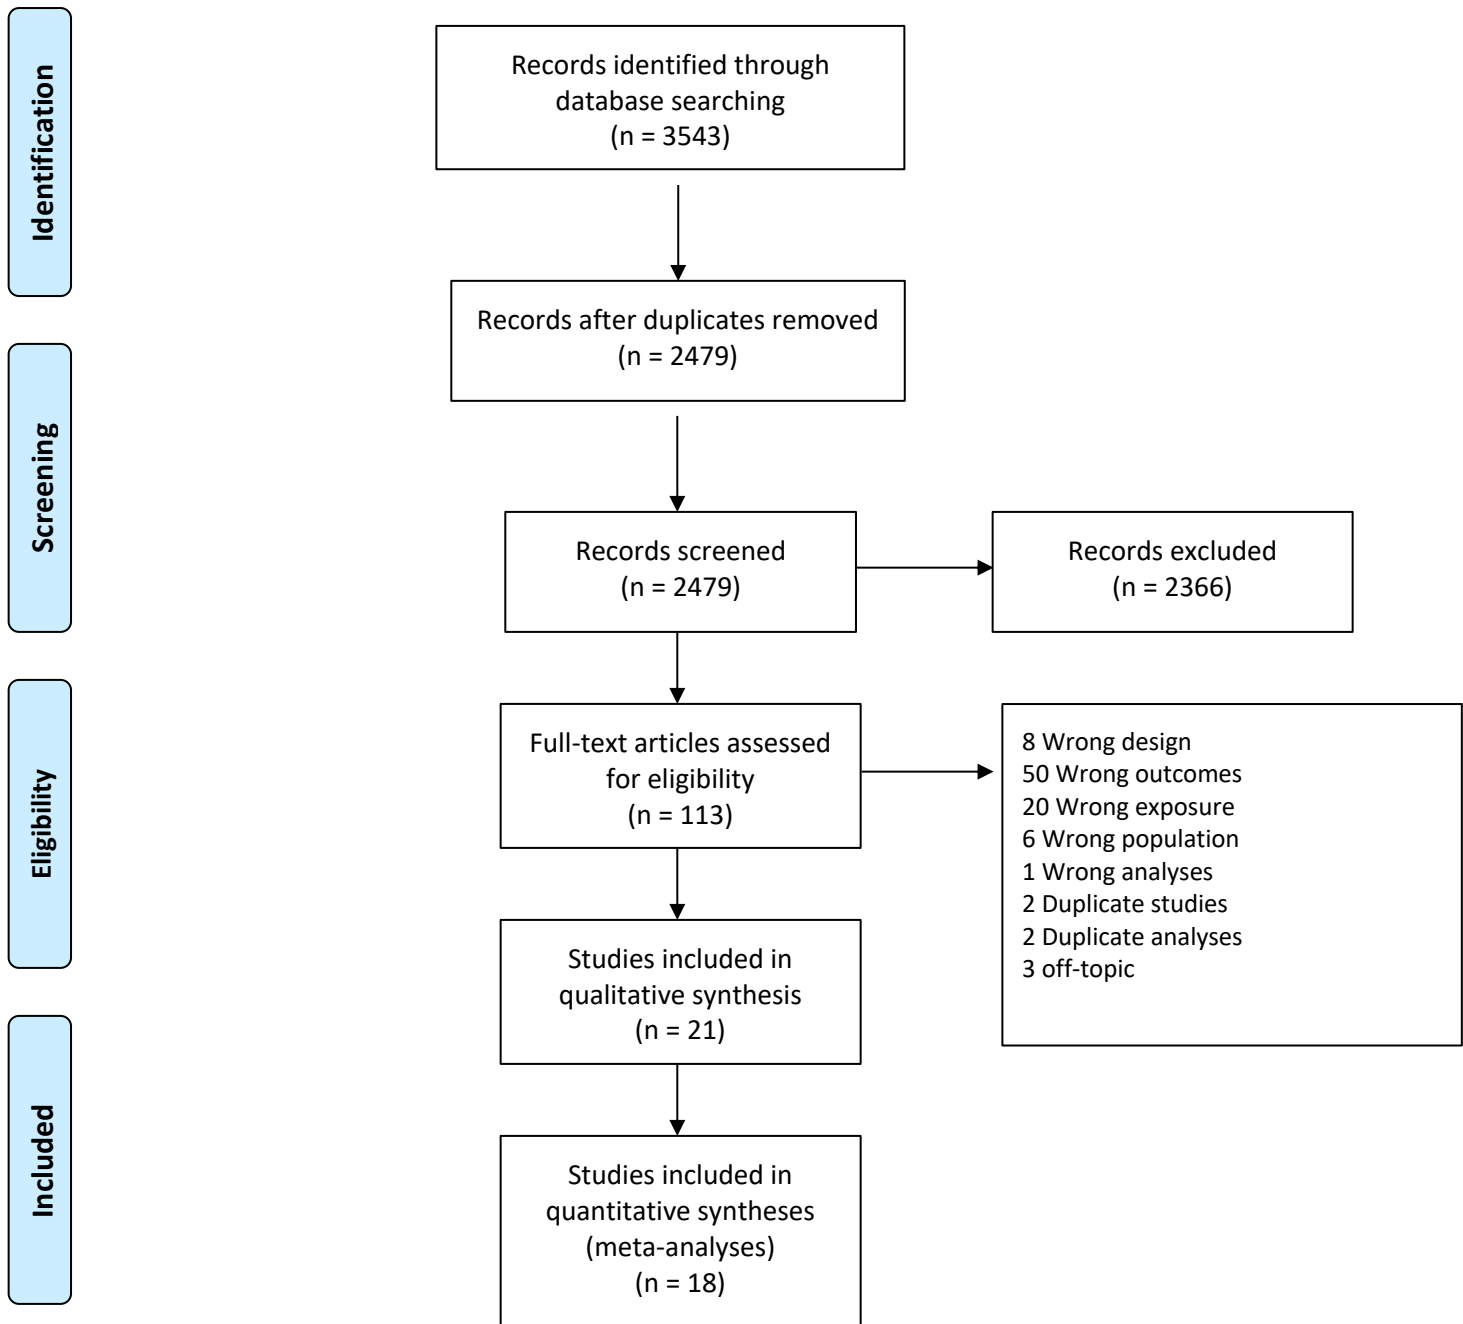 Identification
Records identified through
database searching
(n = 3543)
Records after duplicates removed
(n = 2479)
Screening
Records screened
(n = 2479)
Records excluded
(n = 2366)
Eligibility
Full-text articles assessed
for eligibility
(n = 113)
8 Wrong design
50 Wrong outcomes
20 Wrong exposure
6 Wrong population
1 Wrong analyses
2 Duplicate studies
2 Duplicate analyses
3 off-topic
Studies included in
qualitative synthesis
(n = 21)
Included
Studies included in
quantitative syntheses
(meta-analyses)
(n = 18)